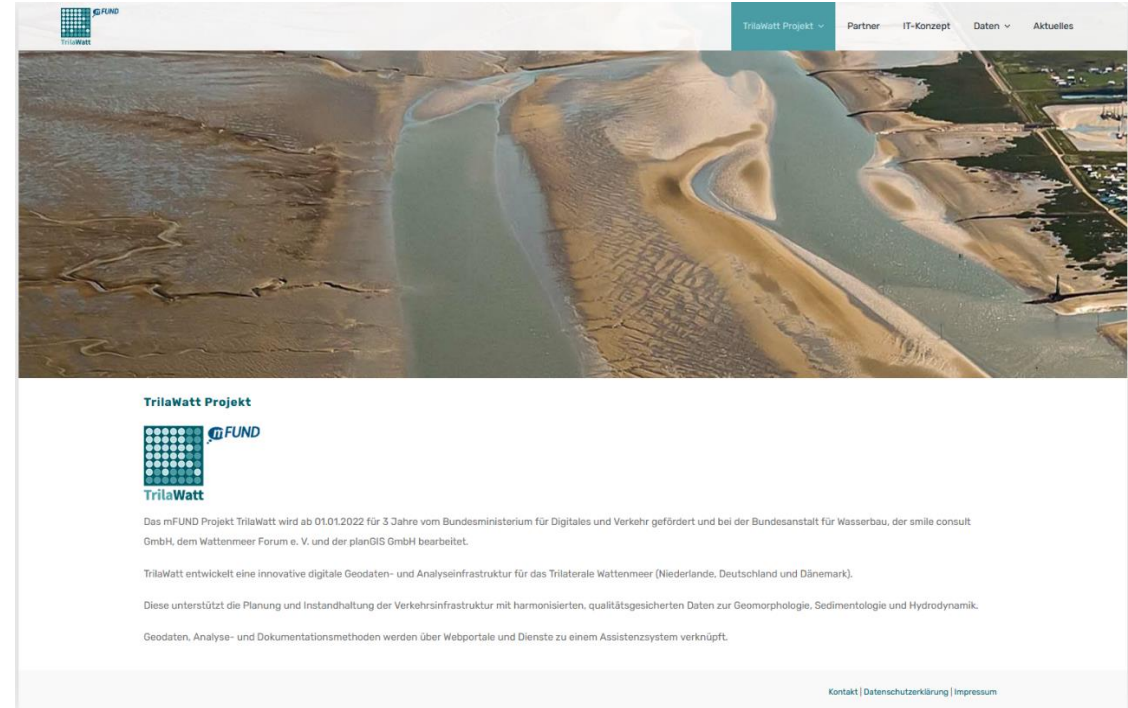 mFUND
TrilaWatt
TrilaWatt Projekt
Partner
IT-Konzept
Daten
Aktuelles
TrilaWatt Projekt
mFUND
TrilaWatt
Das mFUND Projekt TrilaWatt wird ab 01.01.2022 für 3 Jahre vom Bundesministerium für Digitales und Verkehr gefördert und bei der Bundesanstalt für Wasserbau, der smile consult
GmbH, dem Wattenmeer Forum e. V. und der planGIS GmbH bearbeitet.
TrilaWatt entwickelt eine innovative digitale Geodaten- und Analyseinfrastruktur für das Trilaterale Wattenmeer (Niederlande, Deutschland und Dänemark).
Diese unterstützt die Planung und Instandhaltung der Verkehrsinfrastruktur mit harmonisierten, qualitätsgesicherten Daten zur Geomorphologie, Sedimentologie und Hydrodynamik.
Geodaten, Analyse- und Dokumentationsmethoden werden über Webportale und Dienste zu einem Assistenzsystem verknüpft.
Kontakt | Datenschutzerklärung | Impressum